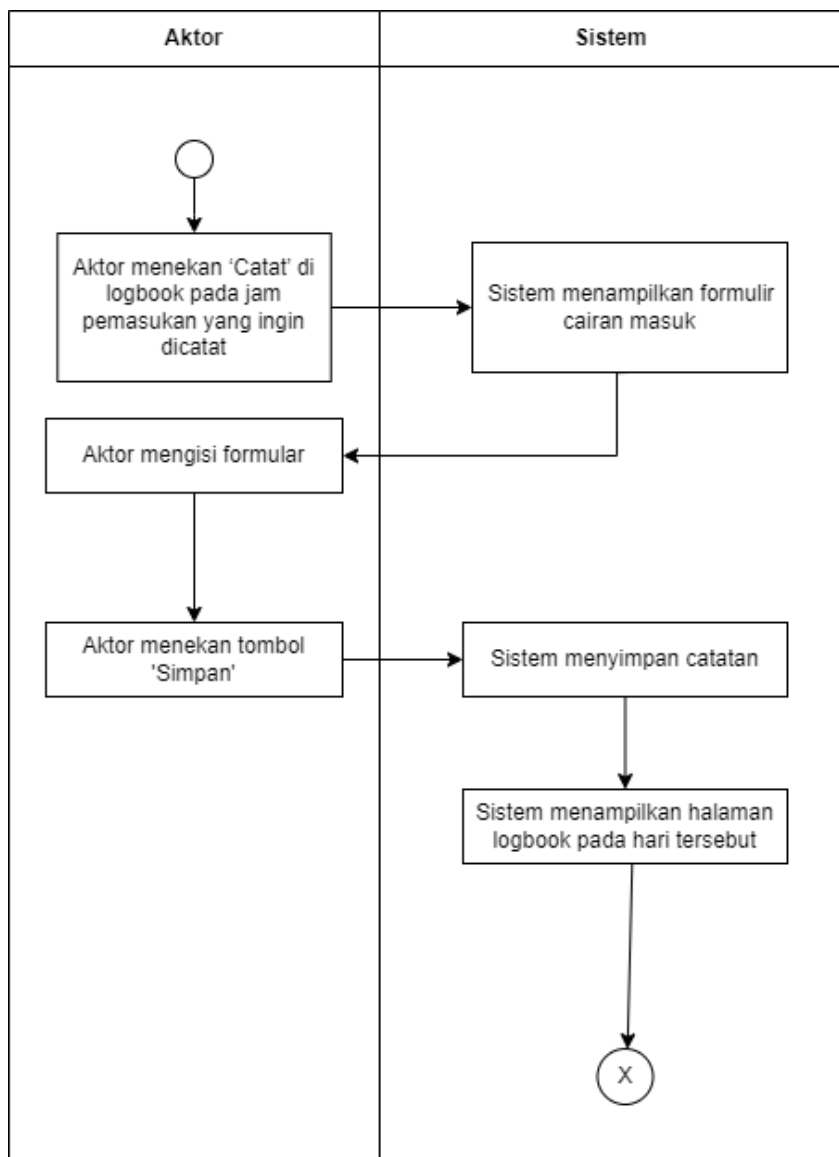 Aktor
Sistem
Aktor menekan ‘Catat’ di
logbook pada jam
pemasukan yang ingin
dicatat
Sistem menampilkan formulir
cairan masuk
Aktor mengisi formular
Aktor menekan tombol
'Simpan'
Sistem menyimpan catatan
Sistem menampilkan halaman
logbook pada hari tersebut
X